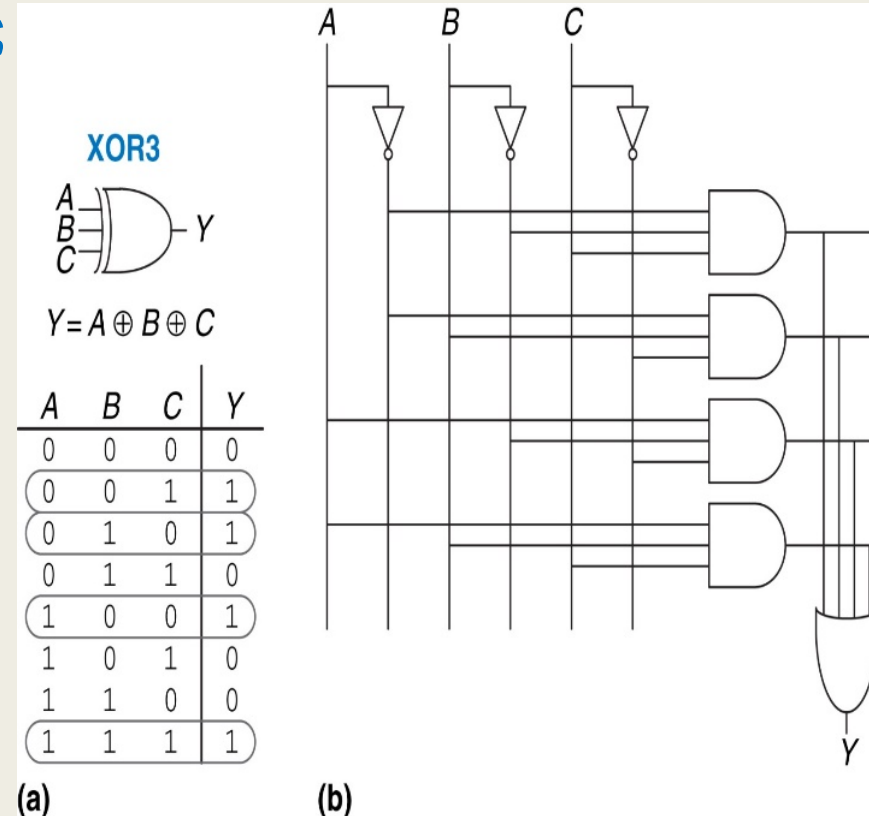 XOR3
A
B
C
Y
Y = A ⊕ B ⊕ C
A B C Y
0 0 0 0
0 0 1 1
0 1 0 1
0 1 1 0
1 0 0 1
1 0 1 0
1 1 0 0
1 1 1 1
(a)
A B C
Y
(b)